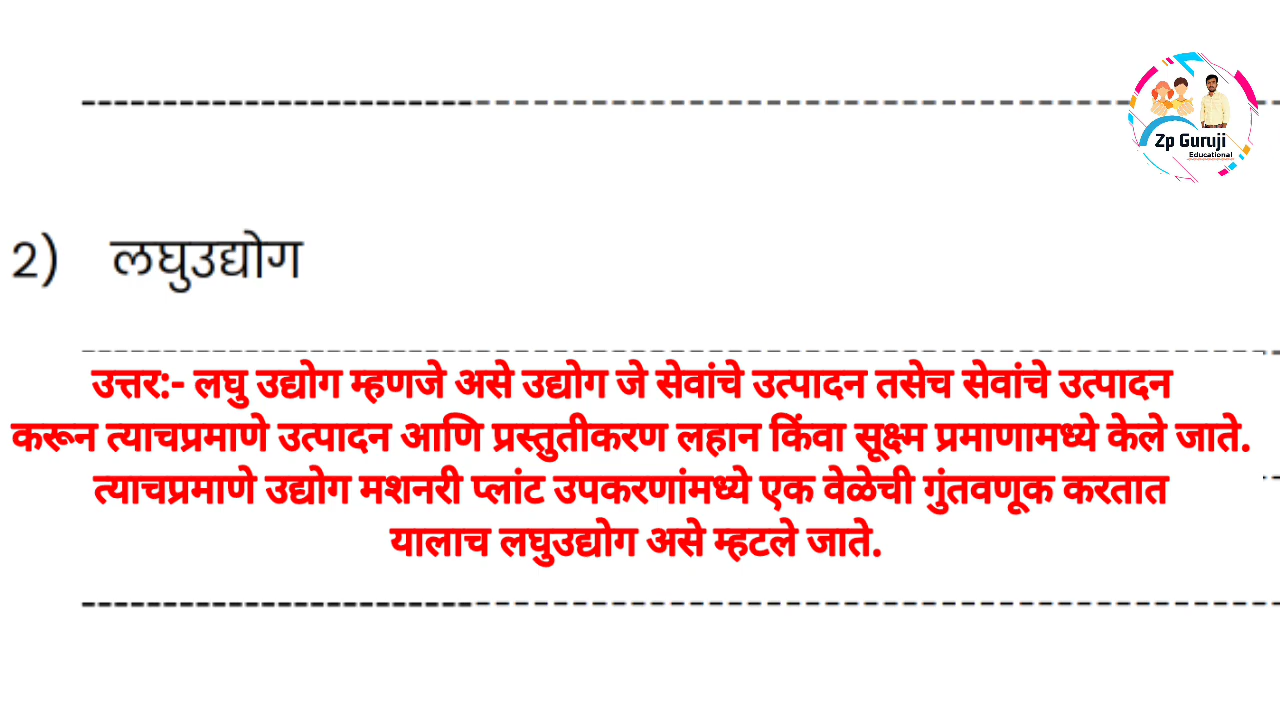 Zp Guruji
Educational
2) लघुउद्योग
उत्तर:- लघु उद्योग म्हणजे असे उद्योग जे सेवांचे उत्पादन तसेच सेवांचे उत्पादन
करून त्याचप्रमाणे उत्पादन आणि प्रस्तुतीकरण लहान किंवा सूक्ष्म प्रमाणामध्ये केले जाते.
त्याचप्रमाणे उद्योग मशनरी प्लांट उपकरणांमध्ये एक वेळेची गुंतवणूक करतात
यालाच लघुउद्योग असे म्हटले जाते.